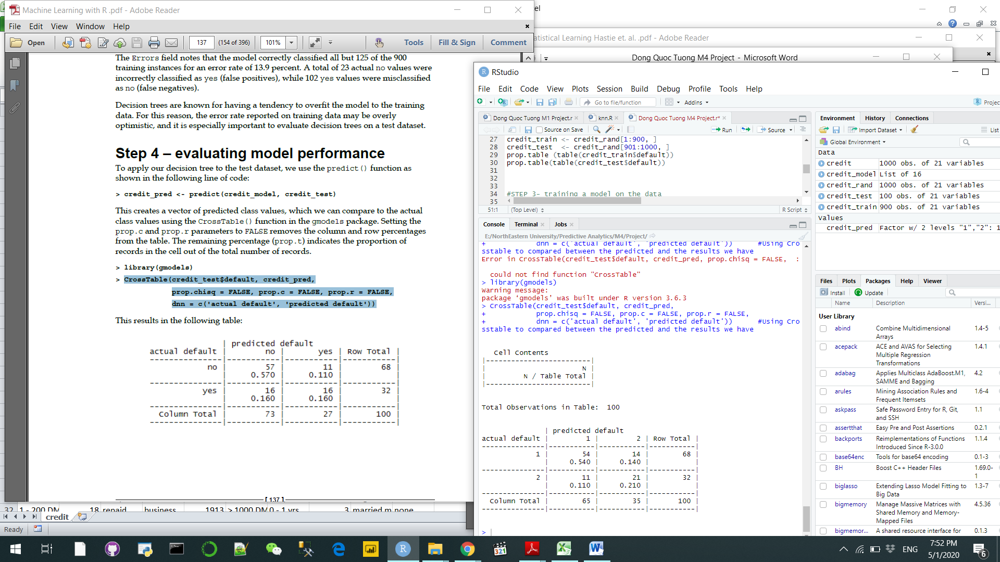 Machine Learning with R .pdf - Adobe Reader
File Edit View Window Help
Open 137 (154 of 396) 101% Tools Fill & Sign Comment
The Errors field notes that the model correctly classified all but 125 of the 900
training instances for an error rate of 13.9 percent. A total of 23 actual no values were
incorrectly classified as yes (false positives), while 102 yes values were misclassified
as no (false negatives).
Decision trees are known for having a tendency to overfit the model to the training
data. For this reason, the error rate reported on training data may be overly
optimistic, and it is especially important to evaluate decision trees on a test dataset.
Step 4 – evaluating model performance
To apply our decision tree to the test dataset, we use the predict() function as
shown in the following line of code:
> credit_pred <- predict(credit_model, credit_test)
This creates a vector of predicted class values, which we can compare to the actual
class values using the CrossTable() function in the gmodels package. Setting the
prop.c and prop.r parameters to FALSE removes the column and row percentages
from the table. The remaining percentage (prop.t) indicates the proportion of
records in the cell out of the total number of records.
> library(gmodels)
> CrossTable(credit_test$default, credit_pred,
prop.chisq = FALSE, prop.c = FALSE, prop.r = FALSE,
dnn = c('actual default', 'predicted default'))
This results in the following table:
| predicted default
actual default | no | yes | Row Total |
---------------|-----------|-----------|-----------|
no | 57 | 11 | 68 |
| 0.570 | 0.110 | |
---------------|-----------|-----------|-----------|
yes | 16 | 16 | 32 |
| 0.160 | 0.160 | |
---------------|-----------|-----------|-----------|
Column Total | 73 | 27 | 100 |
---------------|-----------|-----------|-----------|
[ 137 ]
32 1 - 200 DM 18 repaid business 1913 > 1000 DM 0 - 1 yrs 3 married m none
credit
Ready
el
atistical Learning Hastie et. al. .pdf - Adobe Reader
Dong Quoc Tuong M4 Project - Microsoft Word
RStudio
File Edit Code View Plots Session Build Debug Profile Tools Help
Go to file/function Addins Projec
Dong Quoc Tuong M1 Project.r knn.R Dong Quoc Tuong M4 Project.r*
Source on Save Run Source
27 credit_train <- credit_rand[1:900, ]
28 credit_test <- credit_rand[901:1000, ]
29 prop.table (table(credit_train$default))
30 prop.table(table(credit_test$default))
31
32
33
34 #STEP 3- training a model on the data
35
51:1 (Top Level) R Script
Console Terminal Jobs
E:/NorthEastern University/Predictive Analytics/M4/Project/
+ dnn = c('actual default', 'predicted default')) #Using Cro
sstable to compared between the predicted and the results we have
Error in CrossTable(credit_test$default, credit_pred, prop.chisq = FALSE, :
could not find function "CrossTable"
> library(gmodels)
Warning message:
package ‘gmodels’ was built under R version 3.6.3
> CrossTable(credit_test$default, credit_pred,
+ prop.chisq = FALSE, prop.c = FALSE, prop.r = FALSE,
+ dnn = c('actual default', 'predicted default')) #Using Cro
sstable to compared between the predicted and the results we have
Cell Contents
|-------------------------|
| N |
| N / Table Total |
|-------------------------|
Total Observations in Table: 100
| predicted default
actual default | 1 | 2 | Row Total |
---------------|-----------|-----------|-----------|
1 | 54 | 14 | 68 |
| 0.540 | 0.140 | |
---------------|-----------|-----------|-----------|
2 | 11 | 21 | 32 |
| 0.110 | 0.210 | |
---------------|-----------|-----------|-----------|
Column Total | 65 | 35 | 100 |
---------------|-----------|-----------|-----------|
>
Environment History Connections
Import Dataset List
Global Environment
Data
credit 1000 obs. of 21 variables
credit_model List of 16
credit_rand 1000 obs. of 21 variables
credit_test 100 obs. of 21 variables
credit_train 900 obs. of 21 variables
Values
credit_pred Factor w/ 2 levels "1","2": 1
Files Plots Packages Help Viewer
Install Update
Name Description Versi...
User Library
abind Combine Multidimensional 1.4-5
Arrays
acepack ACE and AVAS for Selecting 1.4.1
Multiple Regression
Transformations
adabag Applies Multiclass AdaBoost.M1, 4.2
SAMME and Bagging
arules Mining Association Rules and 1.6-4
Frequent Itemsets
askpass Safe Password Entry for R, Git, 1.1
and SSH
assertthat Easy Pre and Post Assertions 0.2.1
backports Reimplementations of Functions 1.1.4
Introduced Since R-3.0.0
base64enc Tools for base64 encoding 0.1-3
BH Boost C++ Header Files 1.69.0-
1
biglasso Extending Lasso Model Fitting to 1.3-7
Big Data
bigmemory Manage Massive Matrices with 4.5.36
Shared Memory and Memory-
Mapped Files
bigmemor... A shared resource interface for 0.1.3
321
ENG
7:52 PM
5/1/2020
6